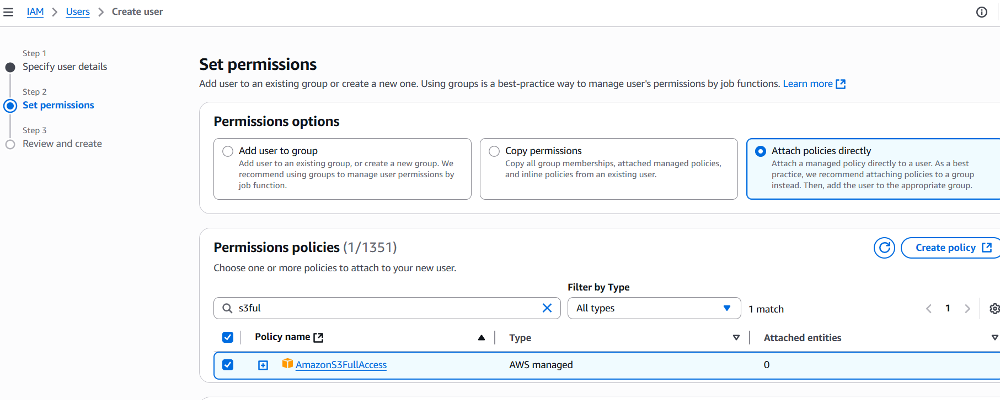 IAM > Users > Create user
Step 1
Specify user details
Step 2
Set permissions
Step 3
Review and create
Set permissions
Add user to an existing group or create a new one. Using groups is a best-practice way to manage user's permissions by job functions. Learn more
Permissions options
Add user to group
Add user to an existing group, or create a new group. We
recommend using groups to manage user permissions by
job function.
Copy permissions
Copy all group memberships, attached managed policies,
and inline policies from an existing user.
Attach policies directly
Attach a managed policy directly to a user. As a best
practice, we recommend attaching policies to a group
instead. Then, add the user to the appropriate group.
Permissions policies (1/1351)
Create policy
Choose one or more policies to attach to your new user.
Filter by Type
s3ful
All types
1 match
1
Policy name
Type
Attached entities
AmazonS3FullAccess
AWS managed
0